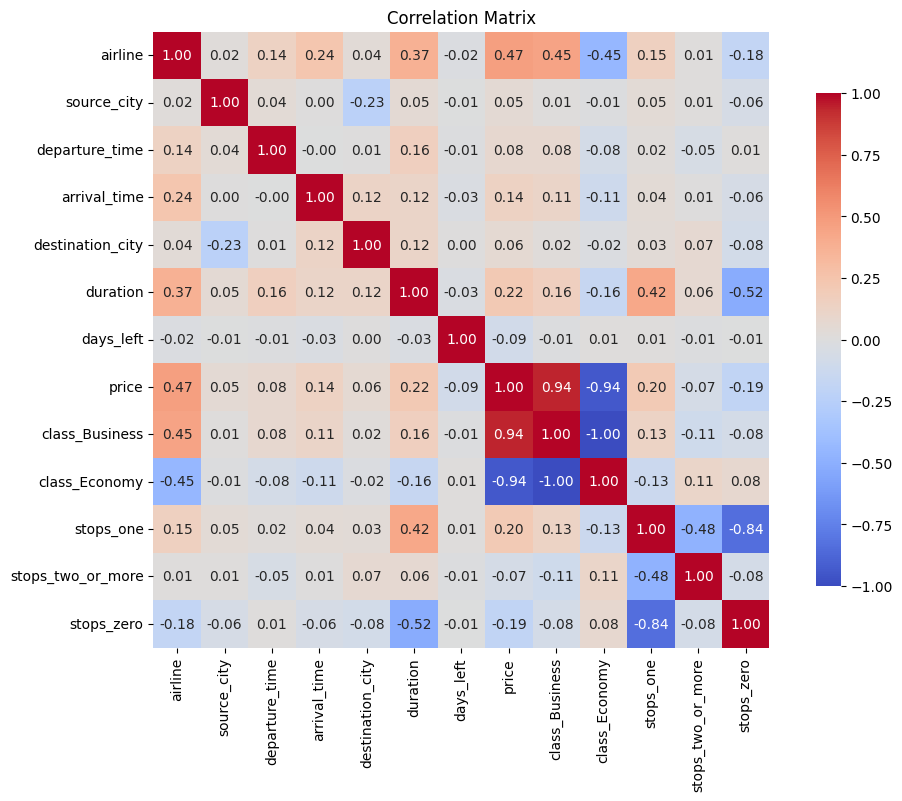 Correlation Matrix
airline 1.00 0.02 0.14 0.24 0.04 0.37 -0.02 0.47 0.45 -0.45 0.15 0.01 -0.18
source_city 0.02 1.00 0.04 0.00 -0.23 0.05 -0.01 0.05 0.01 -0.01 0.05 0.01 -0.06
departure_time 0.14 0.04 1.00 -0.00 0.01 0.16 -0.01 0.08 0.08 -0.08 0.02 -0.05 0.01
arrival_time 0.24 0.00 -0.00 1.00 0.12 0.12 -0.03 0.14 0.11 -0.11 0.04 0.01 -0.06
destination_city 0.04 -0.23 0.01 0.12 1.00 0.12 0.00 0.06 0.02 -0.02 0.03 0.07 -0.08
duration 0.37 0.05 0.16 0.12 0.12 1.00 -0.03 0.22 0.16 -0.16 0.42 0.06 -0.52
days_left -0.02 -0.01 -0.01 -0.03 0.00 -0.03 1.00 -0.09 -0.01 0.01 0.01 -0.01 -0.01
price 0.47 0.05 0.08 0.14 0.06 0.22 -0.09 1.00 0.94 -0.94 0.20 -0.07 -0.19
class_Business 0.45 0.01 0.08 0.11 0.02 0.16 -0.01 0.94 1.00 -1.00 0.13 -0.11 -0.08
class_Economy -0.45 -0.01 -0.08 -0.11 -0.02 -0.16 0.01 -0.94 -1.00 1.00 -0.13 0.11 0.08
stops_one 0.15 0.05 0.02 0.04 0.03 0.42 0.01 0.20 0.13 -0.13 1.00 -0.48 -0.84
stops_two_or_more 0.01 0.01 -0.05 0.01 0.07 0.06 -0.01 -0.07 -0.11 0.11 -0.48 1.00 -0.08
stops_zero -0.18 -0.06 0.01 -0.06 -0.08 -0.52 -0.01 -0.19 -0.08 0.08 -0.84 -0.08 1.00
airline
source_city
departure_time
arrival_time
destination_city
duration
days_left
price
class_Business
class_Economy
stops_one
stops_two_or_more
stops_zero
1.00
0.75
0.50
0.25
0.00
−0.25
−0.50
−0.75
−1.00